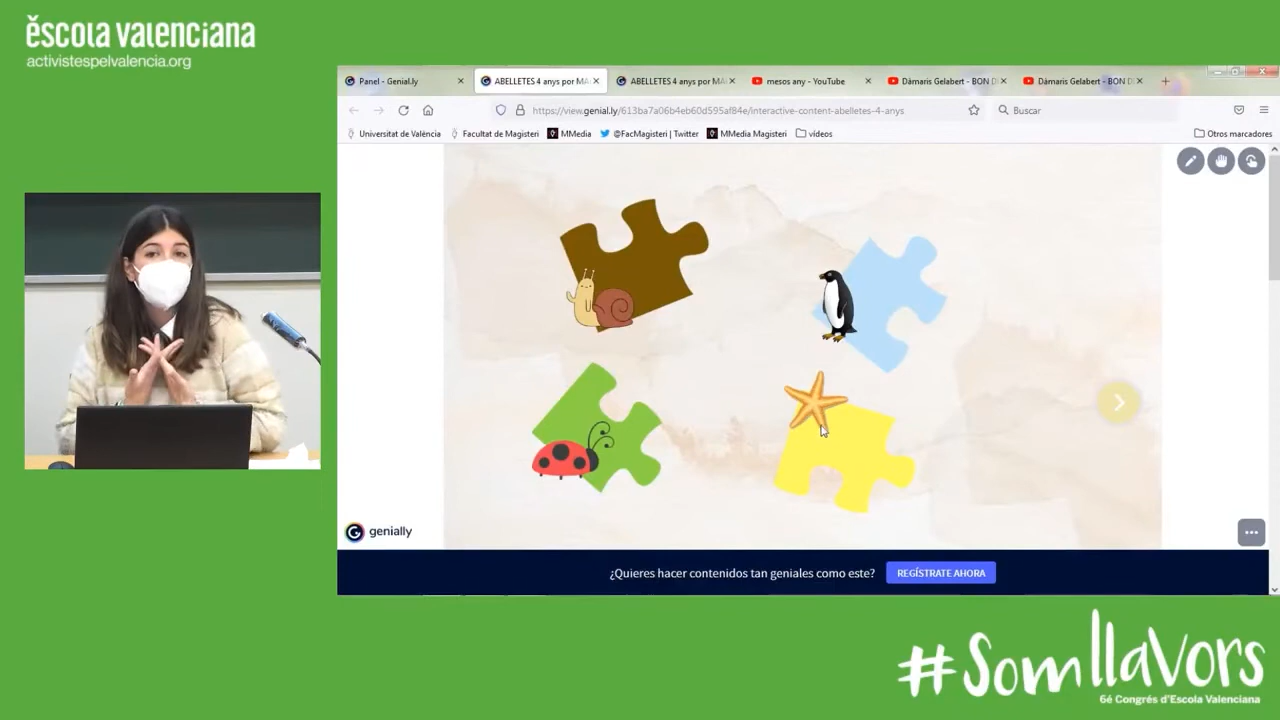 ĕscola valenciana
activistespelvalencia.org
Panel - Genial.ly
ABELLETES 4 anys por MA
ABELLETES 4 anys por MA
mesos any - YouTube
Dàmaris Gelabert - BON D
Dàmaris Gelabert - BON D
https://view.genial.ly/613ba7a06b4eb60d595af84e/interactive-content-abelletes-4-anys
Buscar
Universitat de València
Facultat de Magisteri
MMedia
@FacMagisteri | Twitter
MMedia Magisteri
vídeos
Otros marcadores
genially
¿Quieres hacer contenidos tan geniales como este?
REGÍSTRATE AHORA
#Som llavors
6é Congrés d'Escola Valenciana